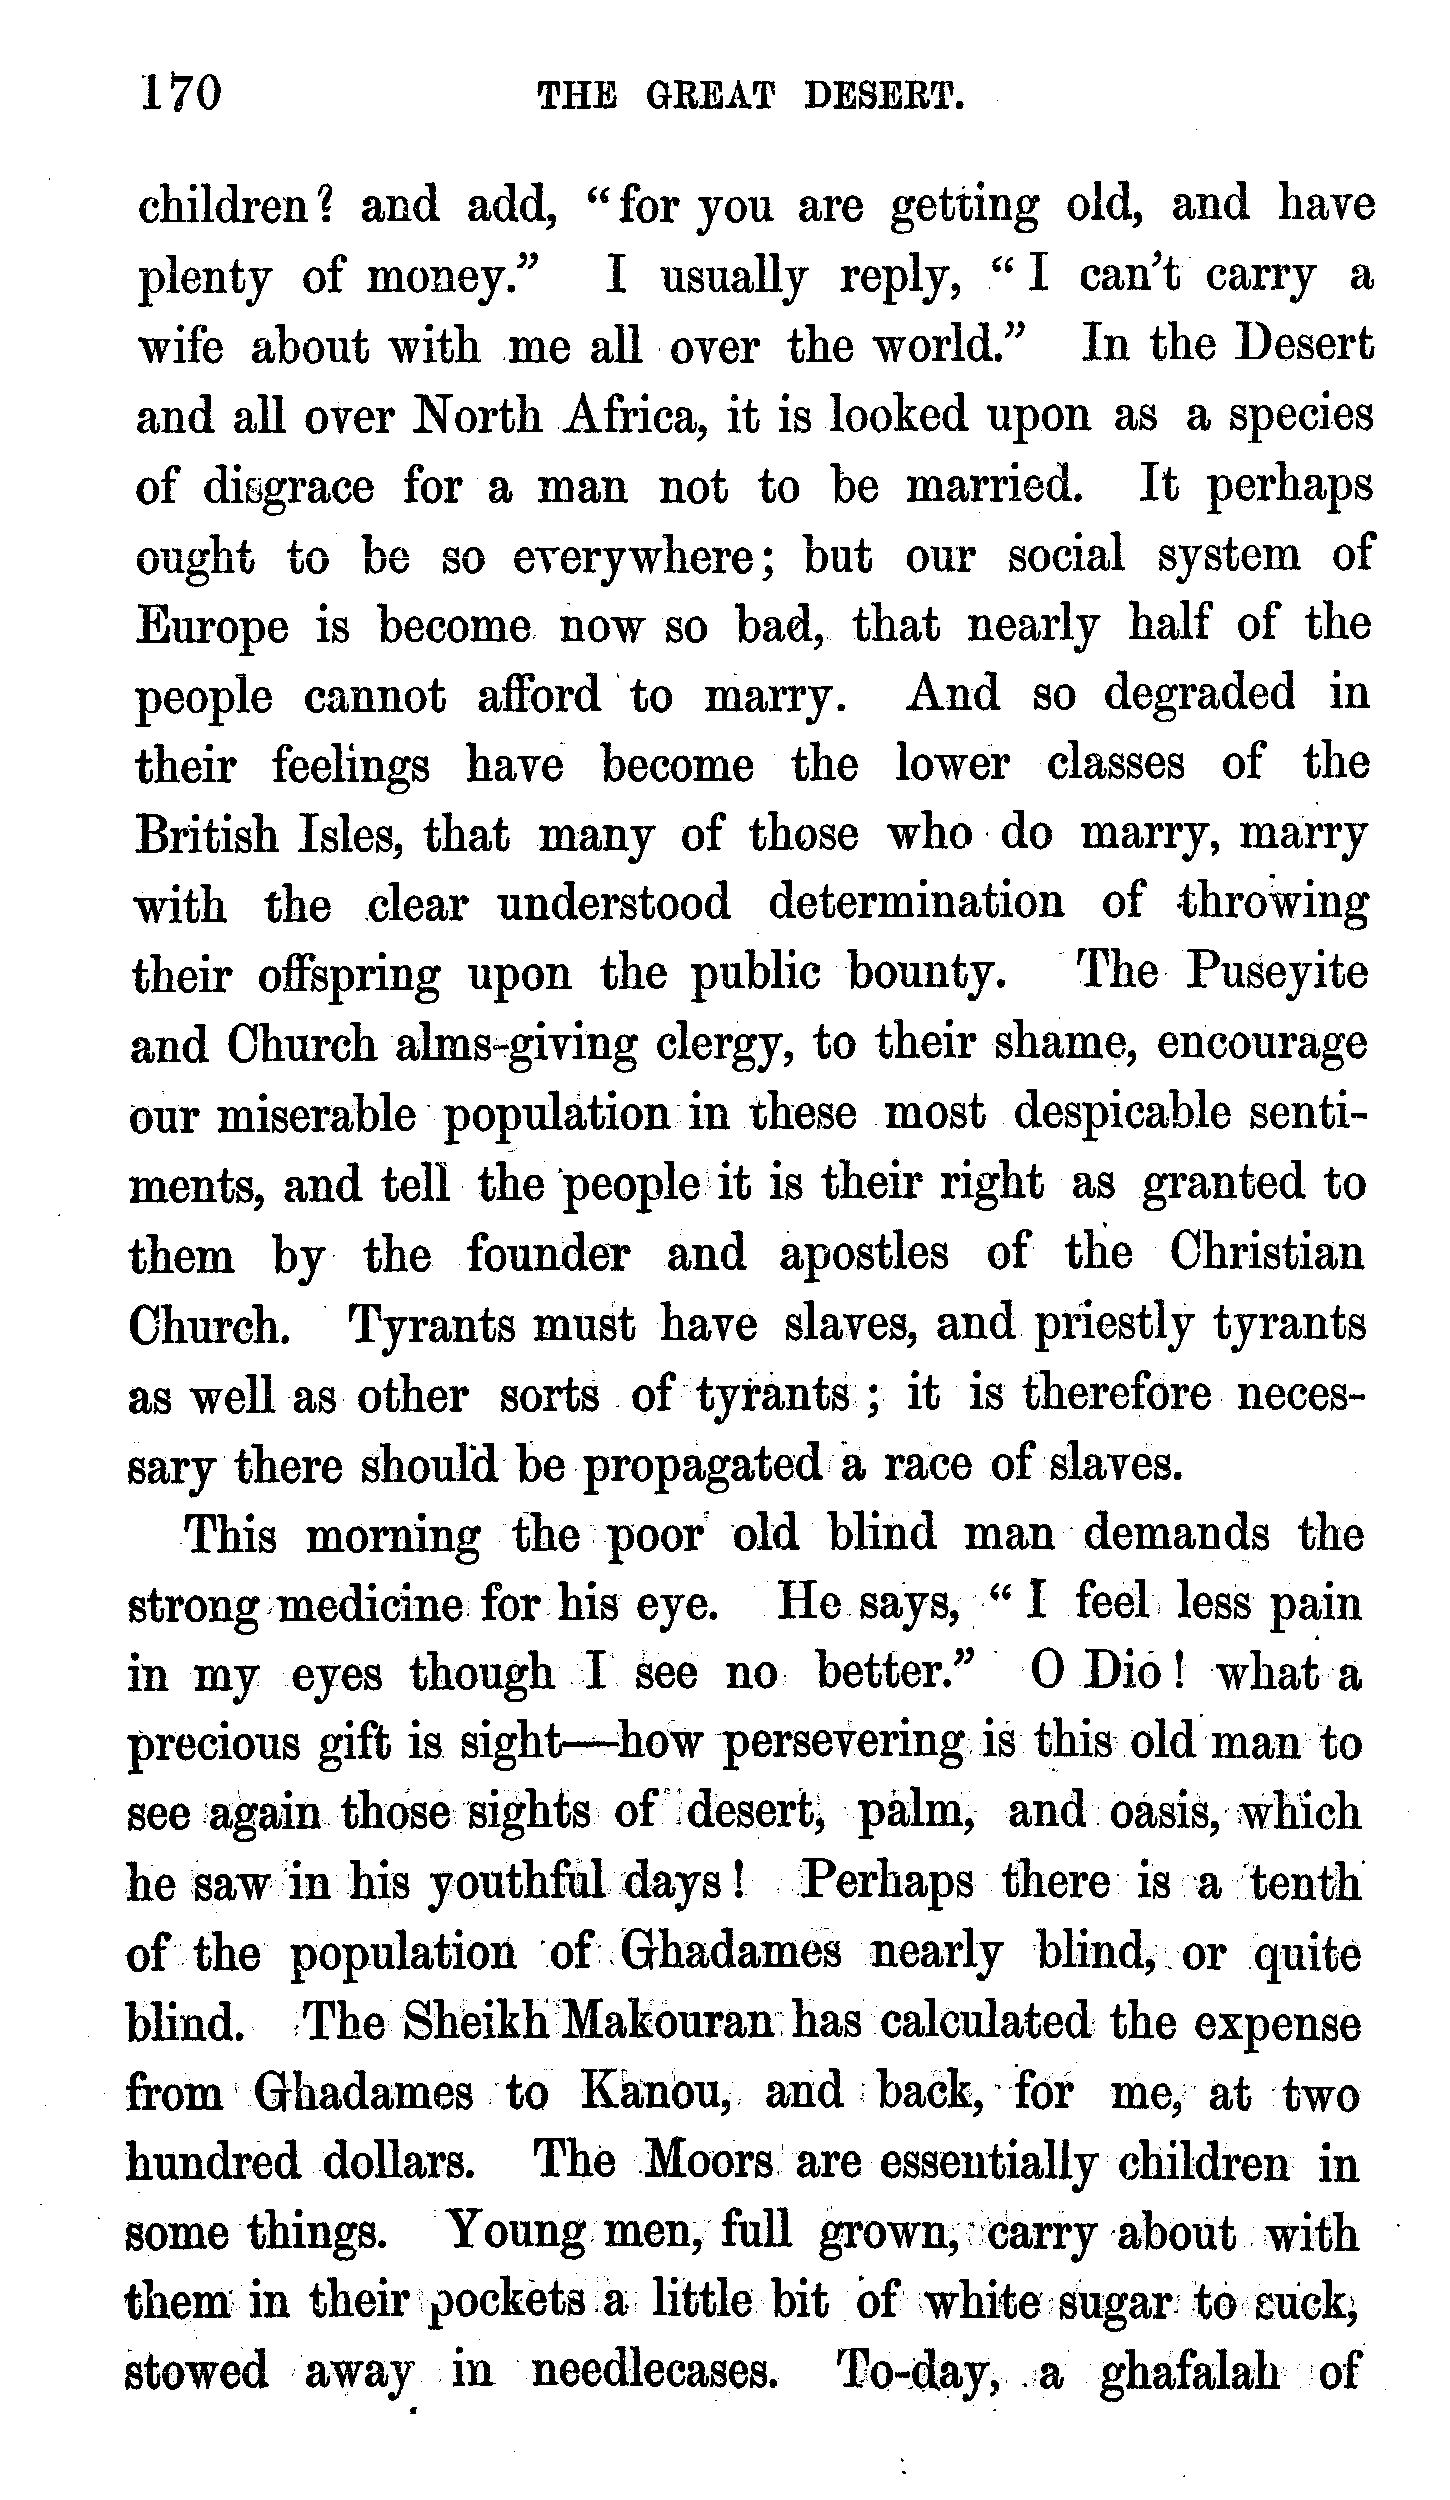 170 THE GREAT DESERT.
children? and add, "for you are getting old, and have
plenty of money." I usually reply, "I can't carry a
wife about with me all over the world." In the Desert
and all over North Africa, it is looked upon as a species
of disgrace for a man not to be married. It perhaps
ought to be so everywhere; but our social system of
Europe is become now so bad, that nearly half of the
people cannot afford to marry. And so degraded in
their feelings have become the lower classes of the
British Isles, that many of those who do marry, marry
with the clear understood determination of throwing
their offspring upon the public bounty. The Puseyite
and Church alms-giving clergy, to their shame, encourage
our miserable population in these most despicable senti-
ments, and tell the people it is their right as granted to
them by the founder and apostles of the Christian
Church. Tyrants must have slaves, and priestly tyrants
as well as other sorts of tyrants; it is therefore neces-
sary there should be propagated a race of slaves.
This morning the poor old blind man demands the
strong medicine for his eye. He says, "I feel less pain
in my eyes though I see no better." O Dio! what a
precious gift is sight—how persevering is this old man to
see again those sights of desert, palm, and oasis, which
he saw in his youthful days! Perhaps there is a tenth
of the population of Ghadames nearly blind, or quite
blind. The Sheikh Makouran has calculated the expense
from Ghadames to Kanou, and back, for me, at two
hundred dollars. The Moors are essentially children in
some things. Young men, full grown, carry about with
them in their pockets a little bit of white sugar to suck,
stowed away in needlecases. To-day, a ghafalah of